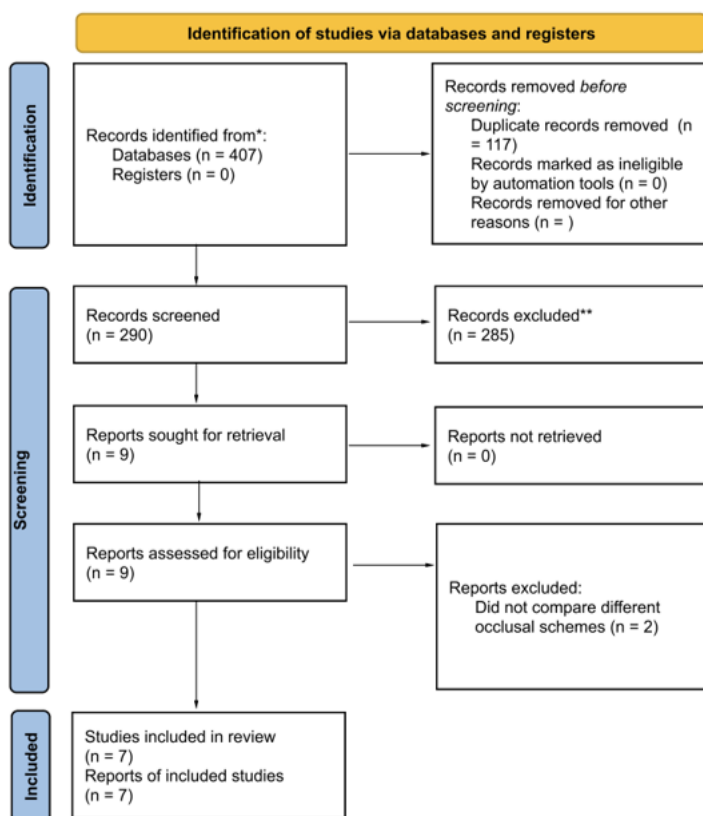 Identification of studies via databases and registers
Identification
Records identified from*:
Databases (n = 407)
Registers (n = 0)
Records removed before
screening:
Duplicate records removed (n
= 117)
Records marked as ineligible
by automation tools (n = 0)
Records removed for other
reasons (n = )
Screening
Records screened
(n = 290)
Records excluded**
(n = 285)
Reports sought for retrieval
(n = 9)
Reports not retrieved
(n = 0)
Reports assessed for eligibility
(n = 9)
Reports excluded:
Did not compare different
occlusal schemes (n = 2)
Included
Studies included in review
(n = 7)
Reports of included studies
(n = 7)